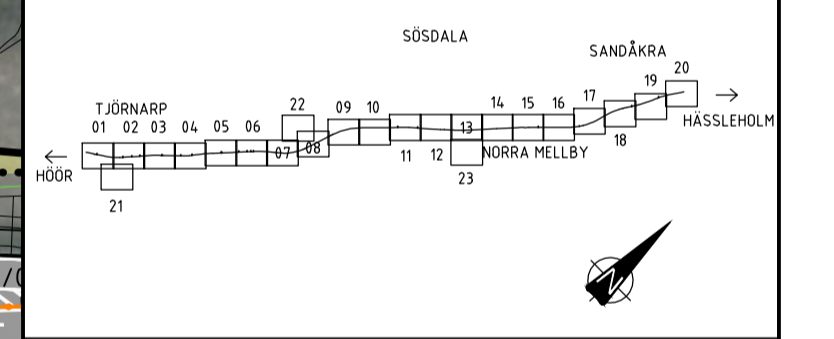 SÖSDALA
SANDÅKRA
20
19
17
HÄSSLEHOLM
18
TJÖRNARP
01 02 03 04 05 06
22
09 10
14 15 16
07 08
11 12
13
NORRA MELLBY
23
HÖÖR
21
N